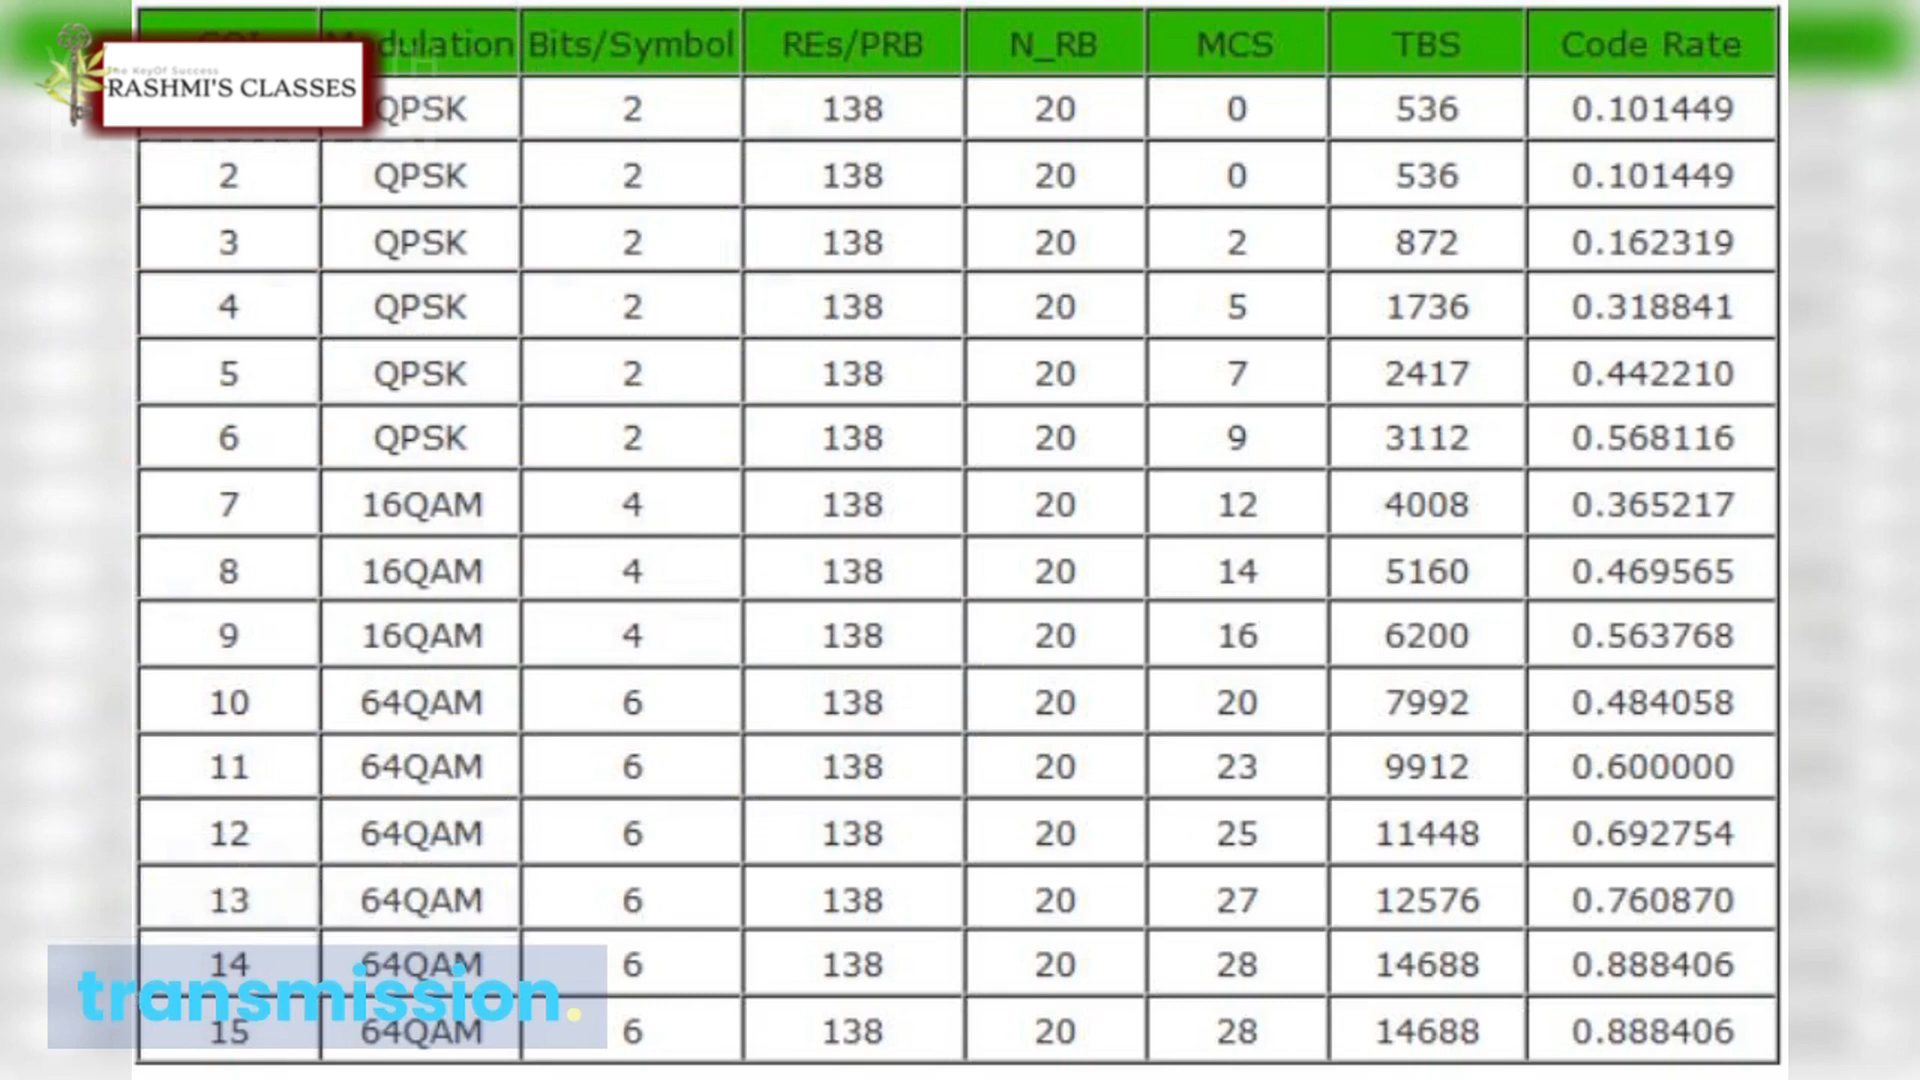 The KeyOf Success
RASHMI'S CLASSES
dulation Bits/Symbol REs/PRB N_RB MCS TBS Code Rate
QPSK 2 138 20 0 536 0.101449
2 QPSK 2 138 20 0 536 0.101449
3 QPSK 2 138 20 2 872 0.162319
4 QPSK 2 138 20 5 1736 0.318841
5 QPSK 2 138 20 7 2417 0.442210
6 QPSK 2 138 20 9 3112 0.568116
7 16QAM 4 138 20 12 4008 0.365217
8 16QAM 4 138 20 14 5160 0.469565
9 16QAM 4 138 20 16 6200 0.563768
10 64QAM 6 138 20 20 7992 0.484058
11 64QAM 6 138 20 23 9912 0.600000
12 64QAM 6 138 20 25 11448 0.692754
13 64QAM 6 138 20 27 12576 0.760870
14 64QAM 6 138 20 28 14688 0.888406
transmission.
15 64QAM 6 138 20 28 14688 0.888406